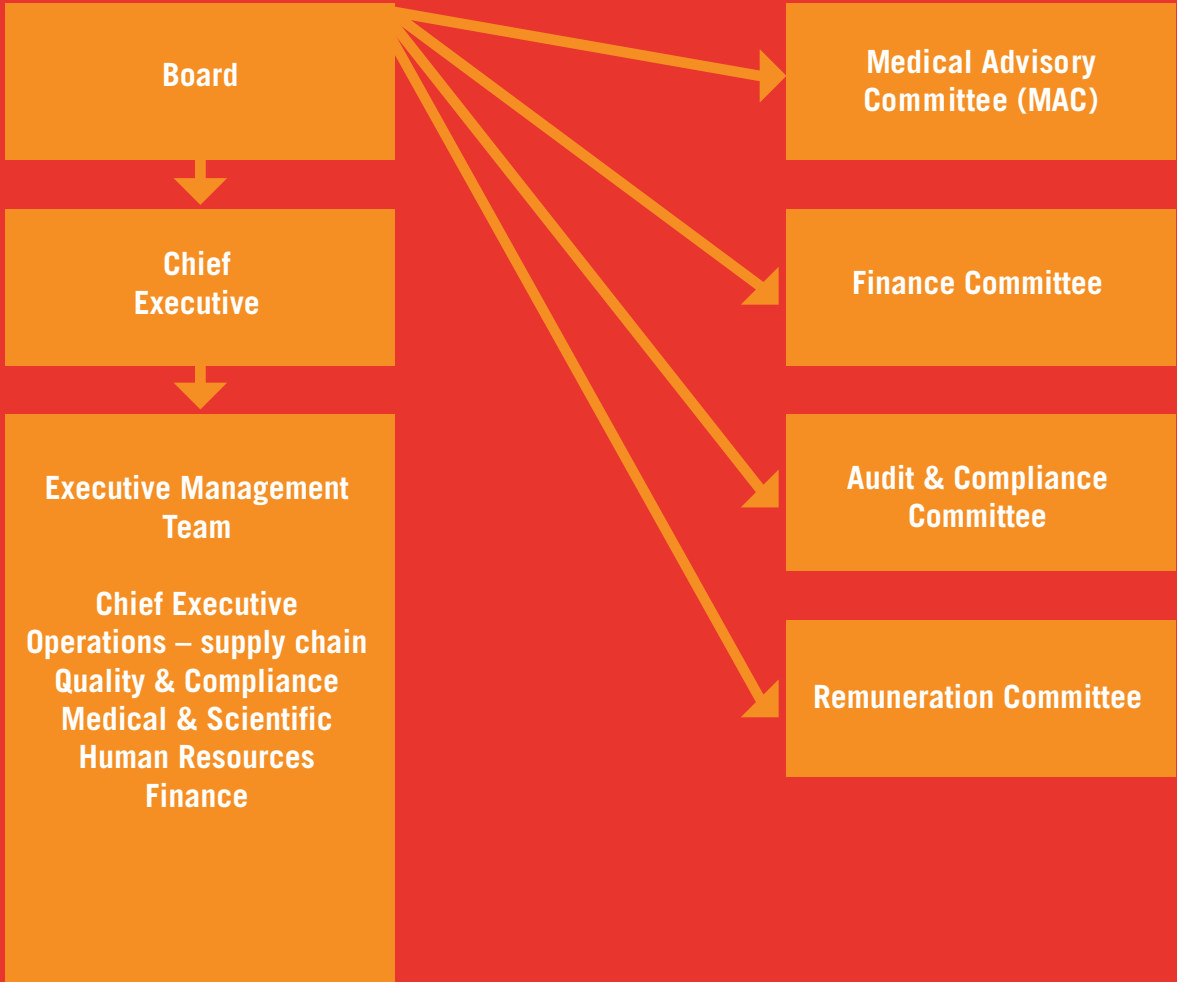 Board
Chief
Executive
Executive Management
Team
Chief Executive
Operations – supply chain
Quality & Compliance
Medical & Scientific
Human Resources
Finance
Medical Advisory
Committee (MAC)
Finance Committee
Audit & Compliance
Committee
Remuneration Committee